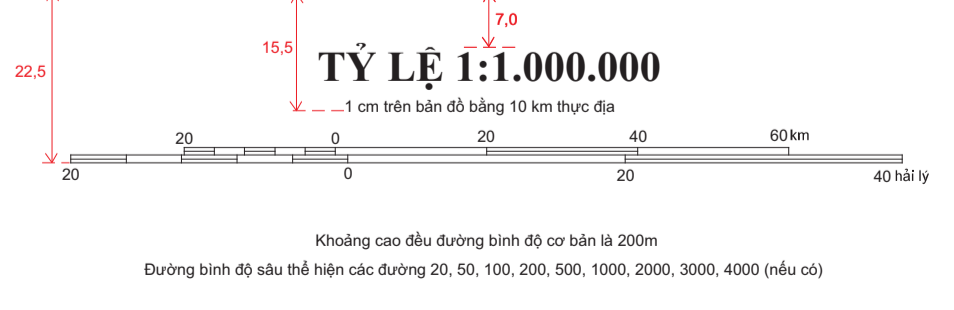 7,0
15,5
22,5
TỶ LỆ 1:1.000.000
1 cm trên bản đồ bằng 10 km thực địa
20 0 20 40 60 km
20 0 20 40 hải lý
Khoảng cao đều đường bình độ cơ bản là 200m
Đường bình độ sâu thể hiện các đường 20, 50, 100, 200, 500, 1000, 2000, 3000, 4000 (nếu có)